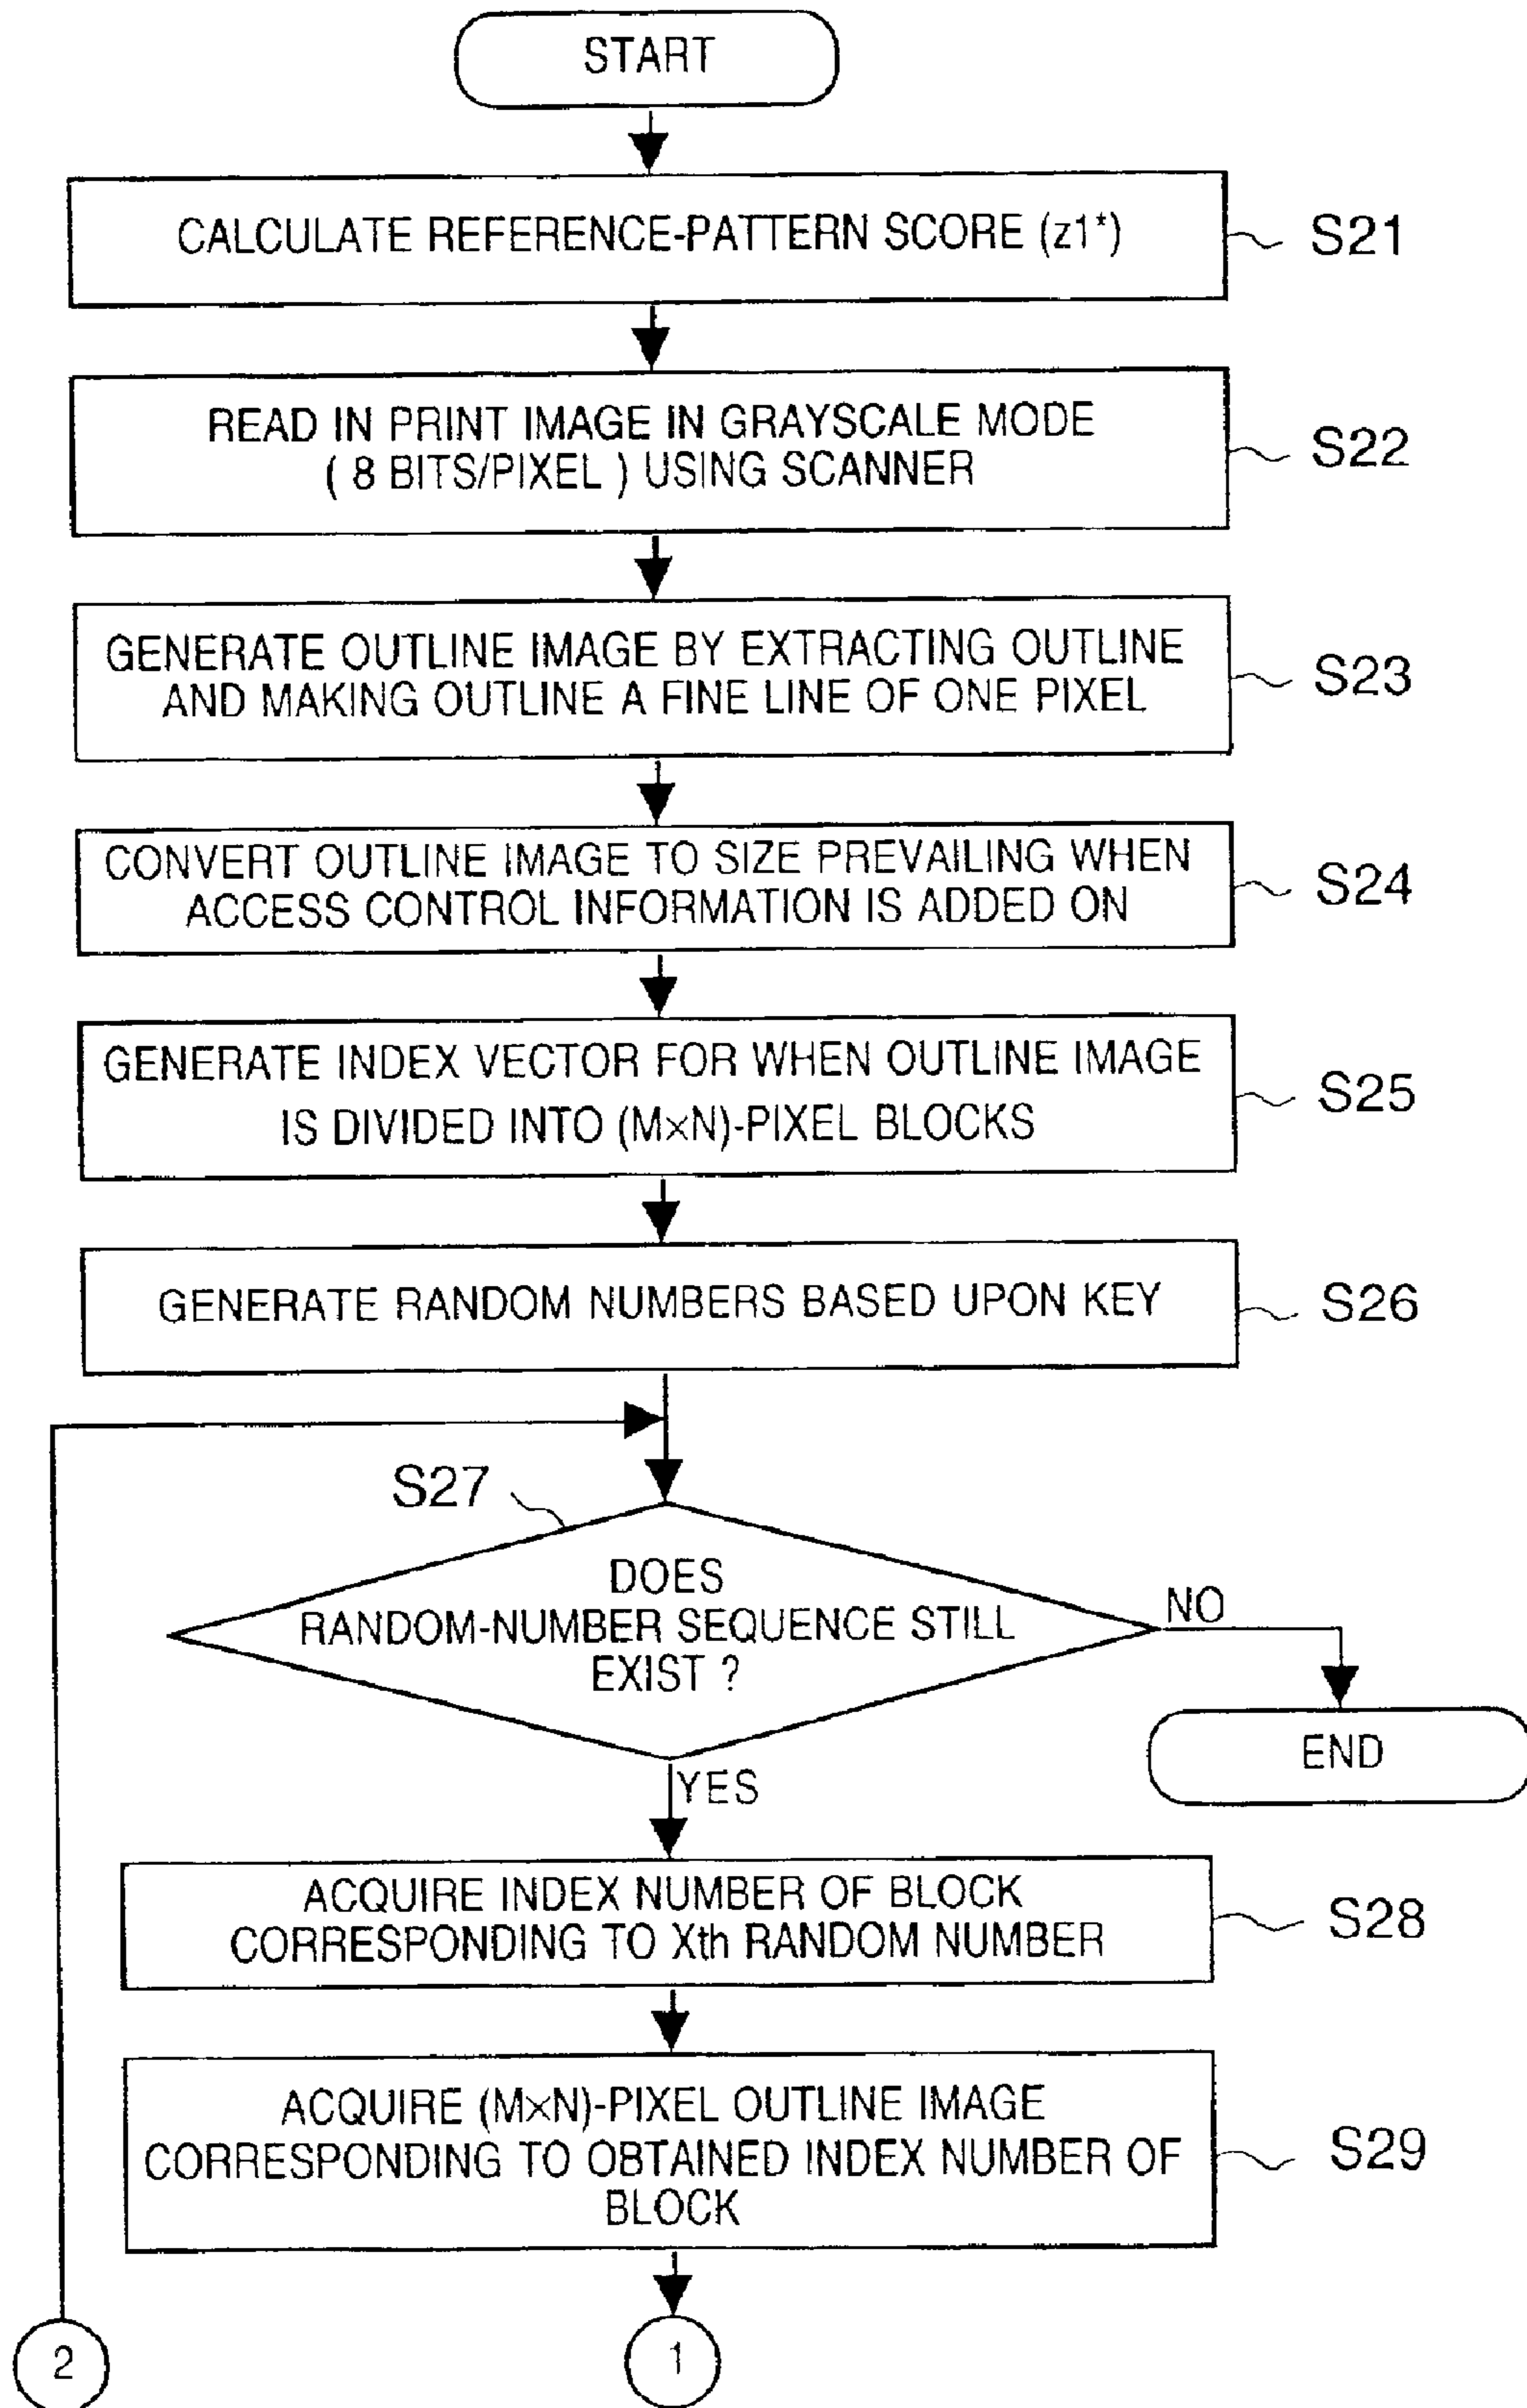 START
CALCULATE REFERENCE-PATTERN SCORE (z1*)
S21
READ IN PRINT IMAGE IN GRAYSCALE MODE
( 8 BITS/PIXEL ) USING SCANNER
S22
GENERATE OUTLINE IMAGE BY EXTRACTING OUTLINE
AND MAKING OUTLINE A FINE LINE OF ONE PIXEL
S23
CONVERT OUTLINE IMAGE TO SIZE PREVAILING WHEN
ACCESS CONTROL INFORMATION IS ADDED ON
S24
GENERATE INDEX VECTOR FOR WHEN OUTLINE IMAGE
IS DIVIDED INTO (M×N)-PIXEL BLOCKS
S25
GENERATE RANDOM NUMBERS BASED UPON KEY
S26
S27
DOES
RANDOM-NUMBER SEQUENCE STILL
EXIST ?
NO
END
YES
ACQUIRE INDEX NUMBER OF BLOCK
CORRESPONDING TO Xth RANDOM NUMBER
S28
ACQUIRE (M×N)-PIXEL OUTLINE IMAGE
CORRESPONDING TO OBTAINED INDEX NUMBER OF
BLOCK
S29
2
1